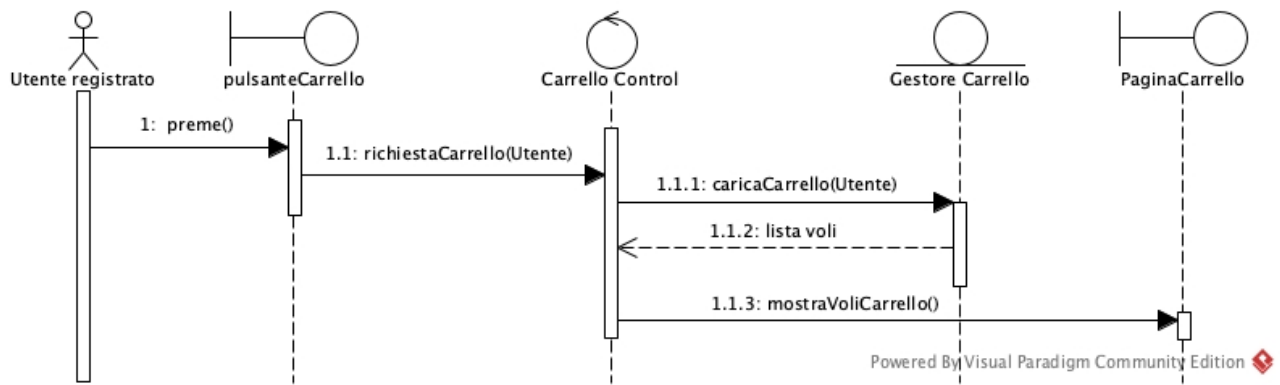 Utente registrato
pulsanteCarrello
Carrello Control
Gestore Carrello
PaginaCarrello
1: preme()
1.1: richiestaCarrello(Utente)
1.1.1: caricaCarrello(Utente)
1.1.2: lista voli
1.1.3: mostraVoliCarrello()
Powered By Visual Paradigm Community Edition